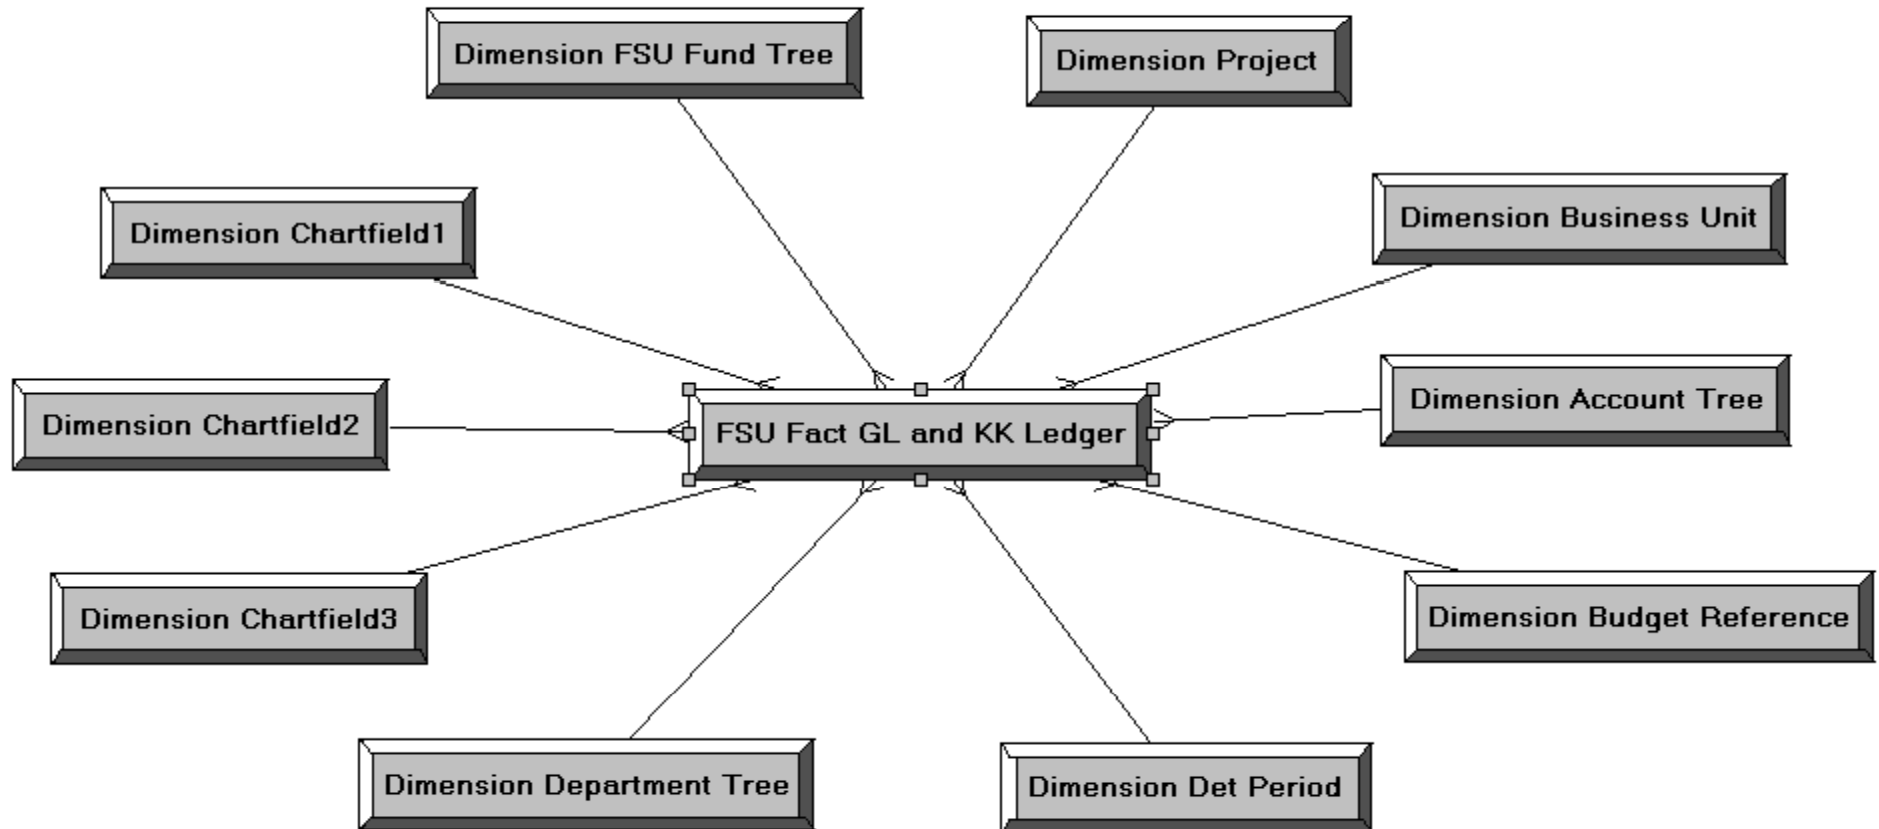 Dimension FSU Fund Tree
Dimension Project
Dimension Chartfield1
Dimension Business Unit
Dimension Chartfield2
FSU Fact GL and KK Ledger
Dimension Account Tree
Dimension Chartfield3
Dimension Budget Reference
Dimension Department Tree
Dimension Det Period